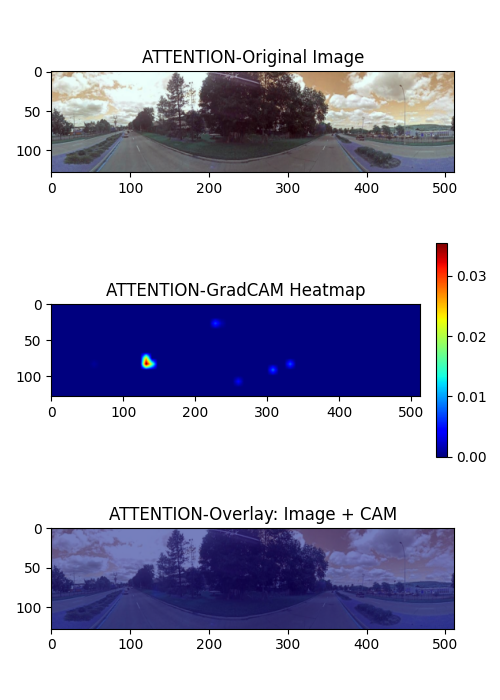 ATTENTION-Original Image
0
50
100
0 100 200 300 400 500
ATTENTION-GradCAM Heatmap
0
50
100
0 100 200 300 400 500
0.03
0.02
0.01
0.00
ATTENTION-Overlay: Image + CAM
0
50
100
0 100 200 300 400 500